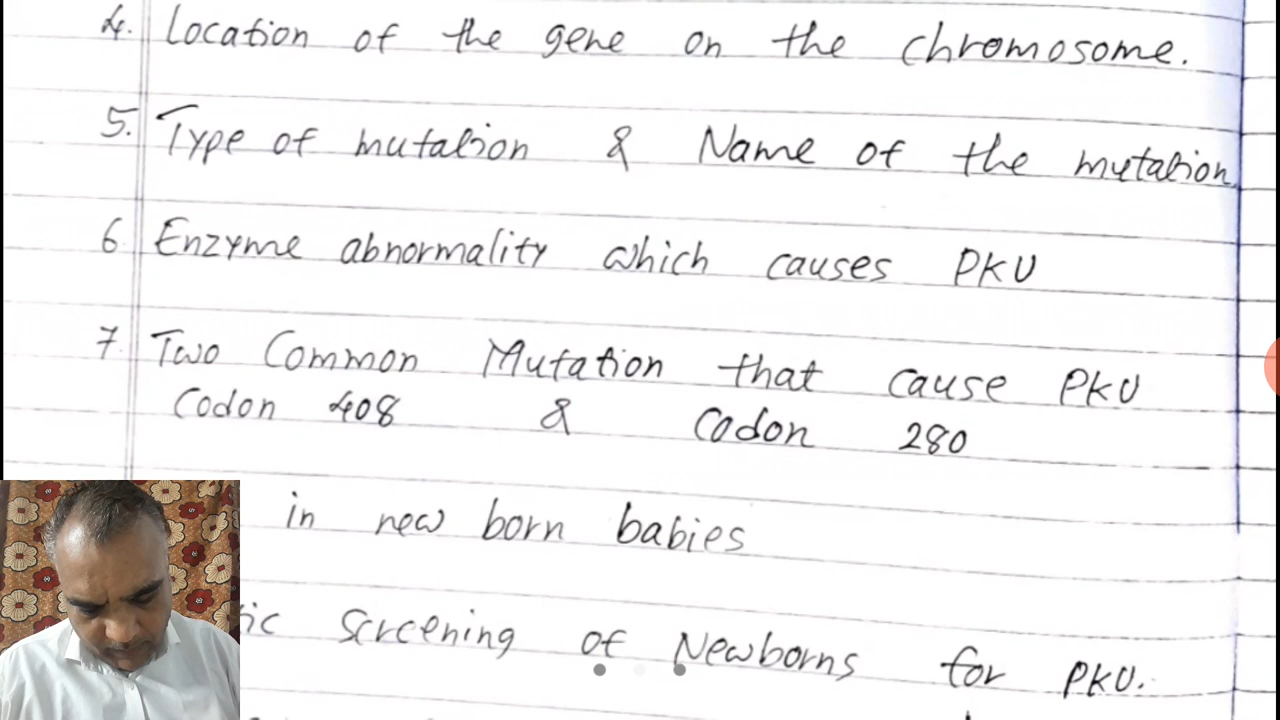 4. Location of the gene on the chromosome.
5. Type of mutation & Name of the mutation
6 Enzyme abnormality which causes PKU
7 Two Common Mutation that cause PKU
Codon 408 & Codon 280
in new born babies
tic Screening of Newborns for PKU.